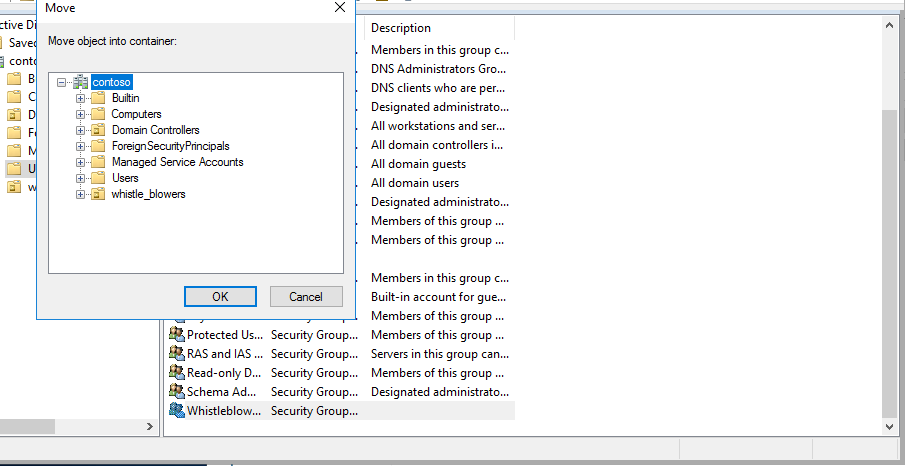 Move
Move object into container:
contoso
Builtin
Computers
Domain Controllers
ForeignSecurityPrincipals
Managed Service Accounts
Users
whistle_blowers
OK
Cancel
ctive Di
Saved
conto
B
C
D
F
M
U
w
Description
Members in this group c...
DNS Administrators Gro...
DNS clients who are per...
Designated administrato...
All workstations and ser...
All domain controllers i...
All domain guests
All domain users
Designated administrato...
Members of this group ...
Members of this group ...
Members in this group c...
Built-in account for gue...
Members of this group ...
Protected Us... Security Group... Members of this group ...
RAS and IAS ... Security Group... Servers in this group can...
Read-only D... Security Group... Members of this group ...
Schema Ad... Security Group... Designated administrato...
Whistleblow... Security Group...